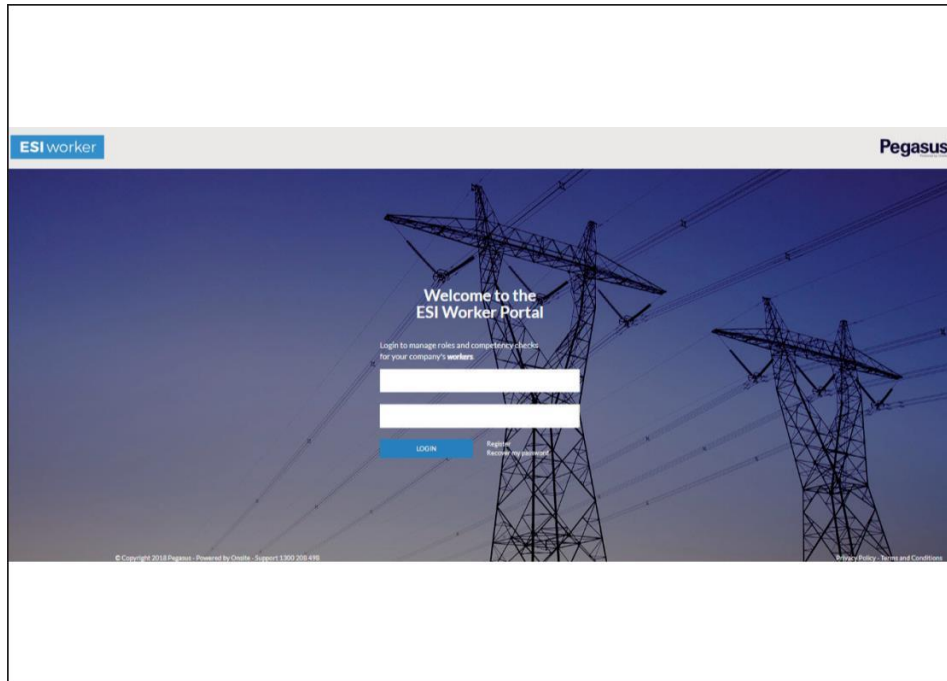 ESI worker
Pegasus
Welcome to the
ESI Worker Portal
Login to manage roles and competency checks
for your company's workers
LOGIN
Register
Recover my password
© Copyright 2018 Pegasus - Powered by Onsite - Support 1300 208 498
Privacy Policy - Terms and Conditions